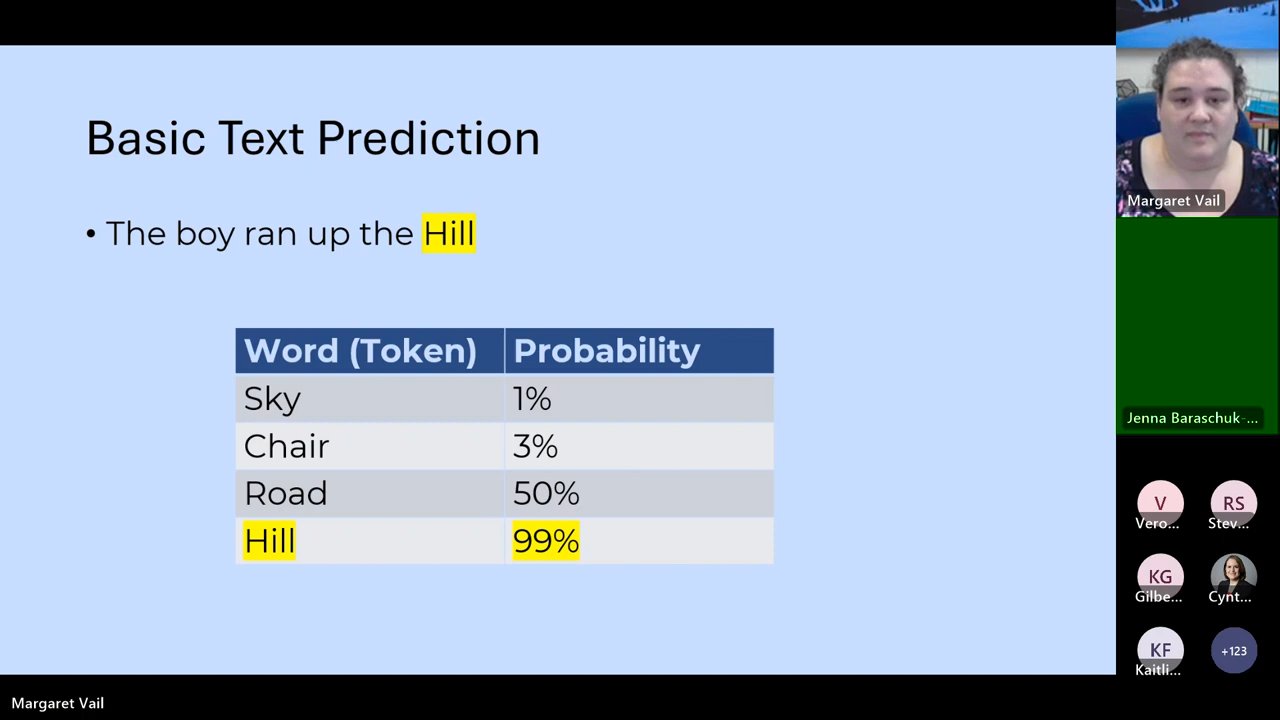 Basic Text Prediction
• The boy ran up the Hill
Word (Token) Probability
Sky 1%
Chair 3%
Road 50%
Hill 99%
Margaret Vail
Jenna Baraschuk-...
V RS
Vero... Stev...
KG
Gilbe... Cynt...
KF +123
Kaitli...
Margaret Vail